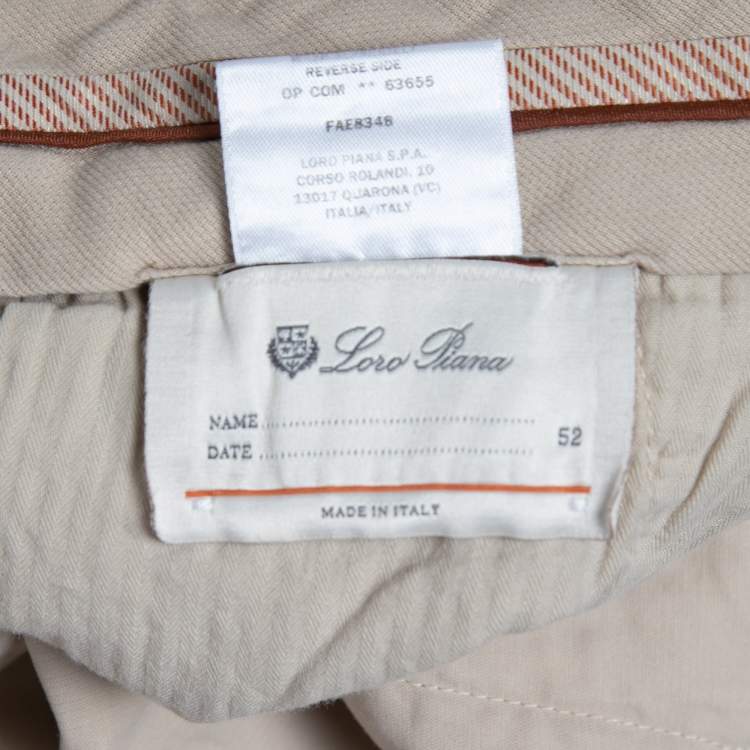 REVERSE SIDE
OP COM ** 63655
FAE8346
LORO PIANA S.P.A.
CORSO ROLANDI, 10
13017 QUARONA (VC)
ITALIA/ITALY
Loro Piana
NAME
DATE 52
MADE IN ITALY